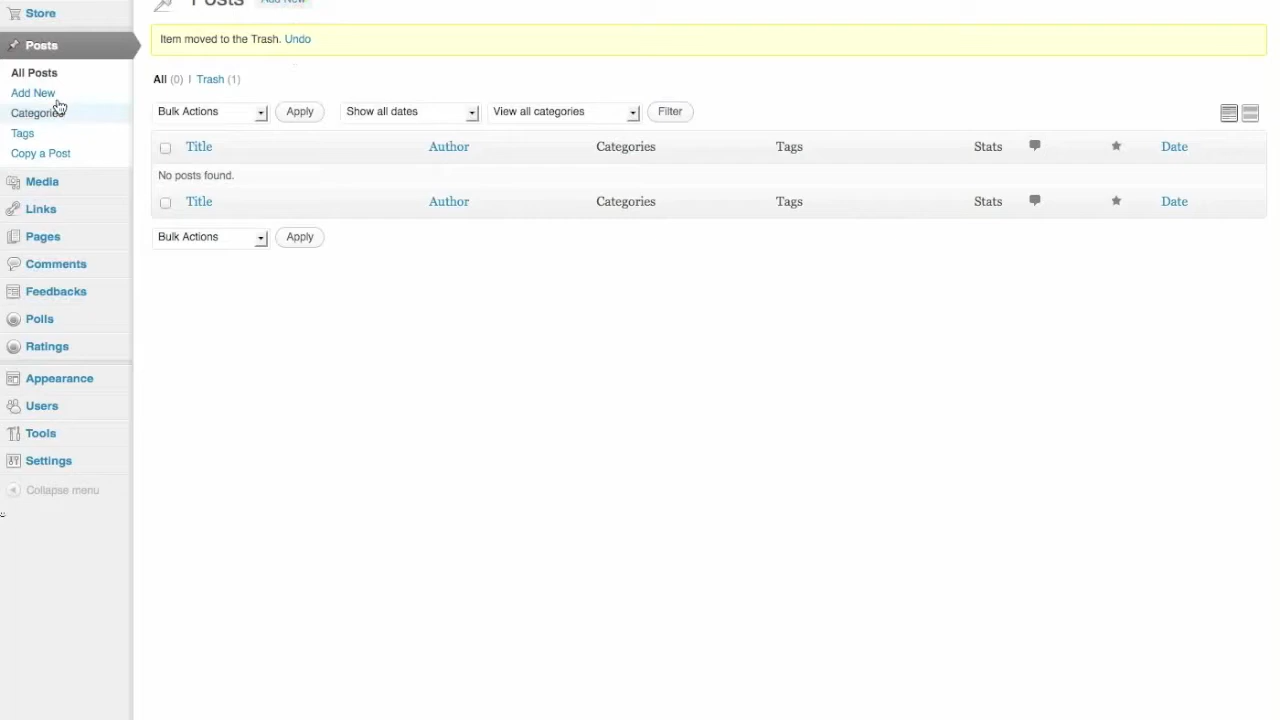 Store
Posts
All Posts
Add New
Categories
Tags
Copy a Post
Media
Links
Pages
Comments
Feedbacks
Polls
Ratings
Appearance
Users
Tools
Settings
Collapse menu
Posts Add New
Item moved to the Trash. Undo
All (0) | Trash (1)
Bulk Actions Apply Show all dates View all categories Filter
Title Author Categories Tags Stats Date
No posts found.
Title Author Categories Tags Stats Date
Bulk Actions Apply